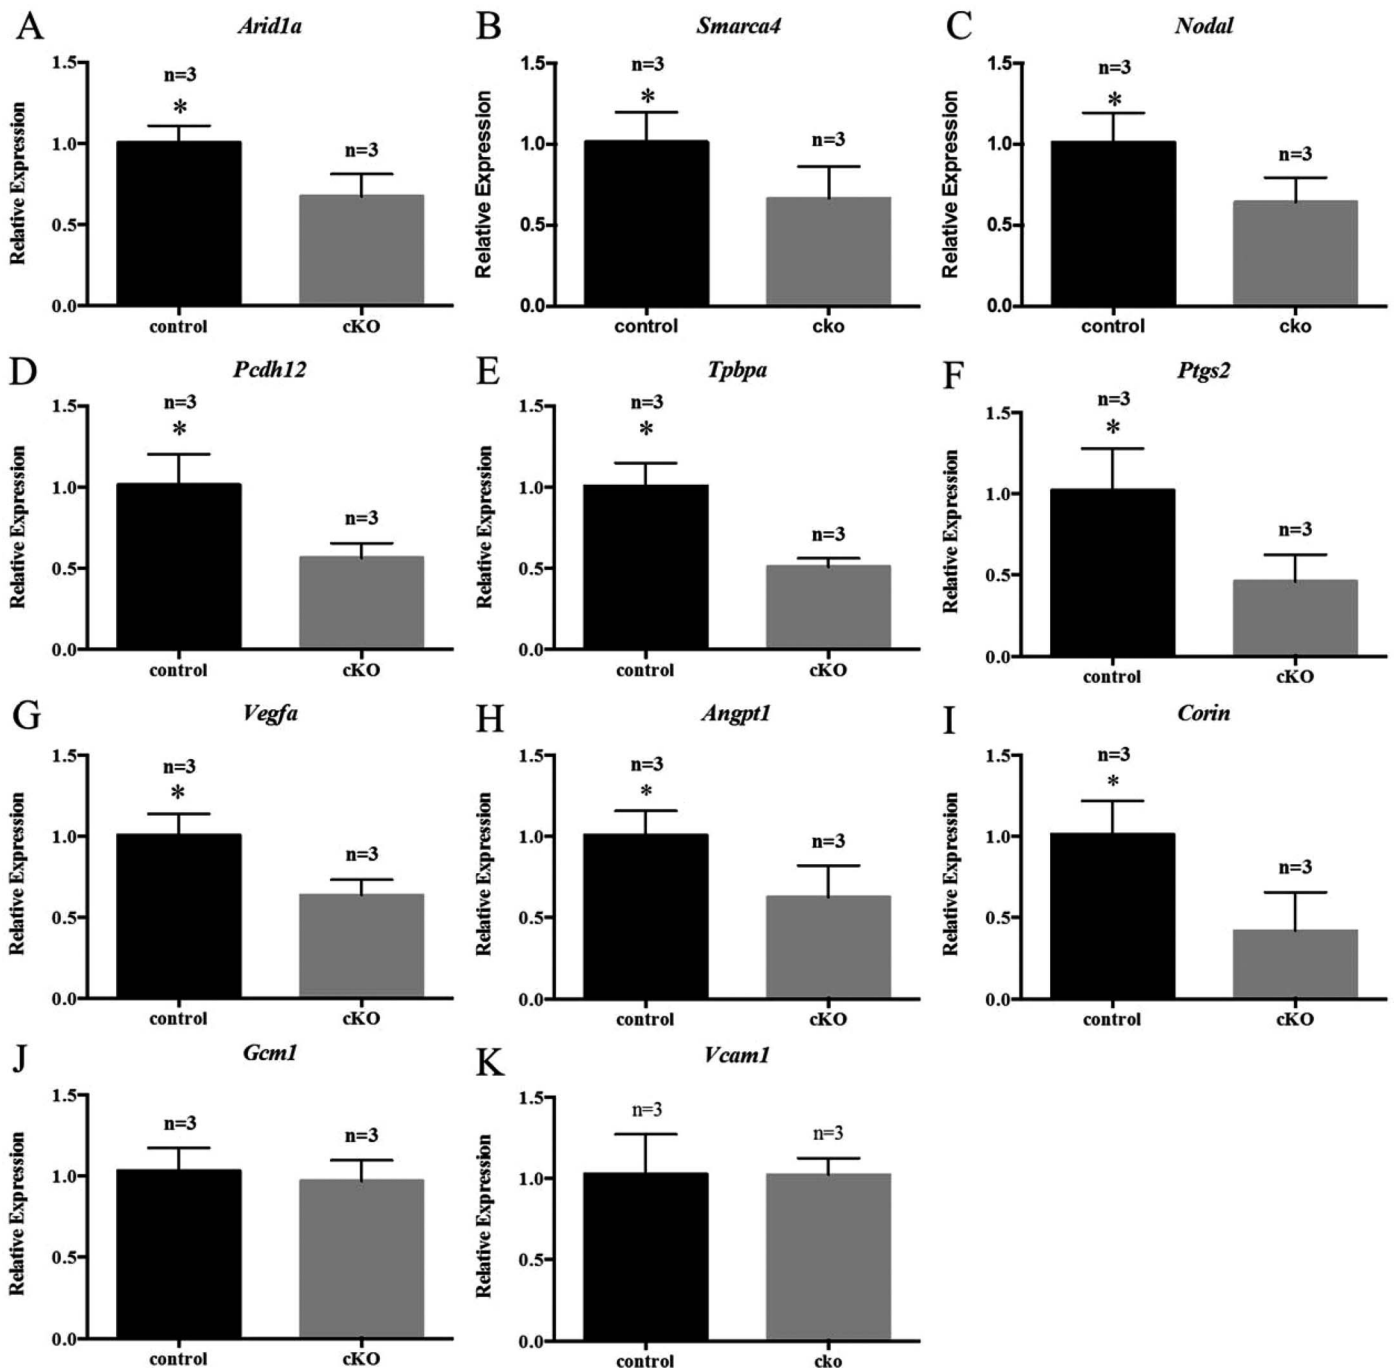 A
Arid1a
1.5
1.0
0.5
0.0
Relative Expression
n=3
*
n=3
control
cKO
B
Smarca4
1.5
1.0
0.5
0.0
Relative Expression
n=3
*
n=3
control
cko
C
Nodal
1.5
1.0
0.5
0.0
Relative Expression
n=3
*
n=3
control
cko
D
Pcdh12
1.5
1.0
0.5
0.0
Relative Expression
n=3
*
n=3
control
cKO
E
Tpbpa
1.5
1.0
0.5
0.0
Relative Expression
n=3
*
n=3
control
cKO
F
Ptgs2
1.5
1.0
0.5
0.0
Relative Expression
n=3
*
n=3
control
cKO
G
Vegfa
1.5
1.0
0.5
0.0
Relative Expression
n=3
*
n=3
control
cKO
H
Angpt1
1.5
1.0
0.5
0.0
Relative Expression
n=3
*
n=3
control
cKO
I
Corin
1.5
1.0
0.5
0.0
Relative Expression
n=3
*
n=3
control
cKO
J
Gcm1
1.5
1.0
0.5
0.0
Relative Expression
n=3
n=3
control
cKO
K
Vcam1
1.5
1.0
0.5
0.0
Relative Expression
n=3
n=3
control
cko